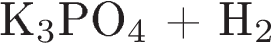 K₃PO₄ + H₂